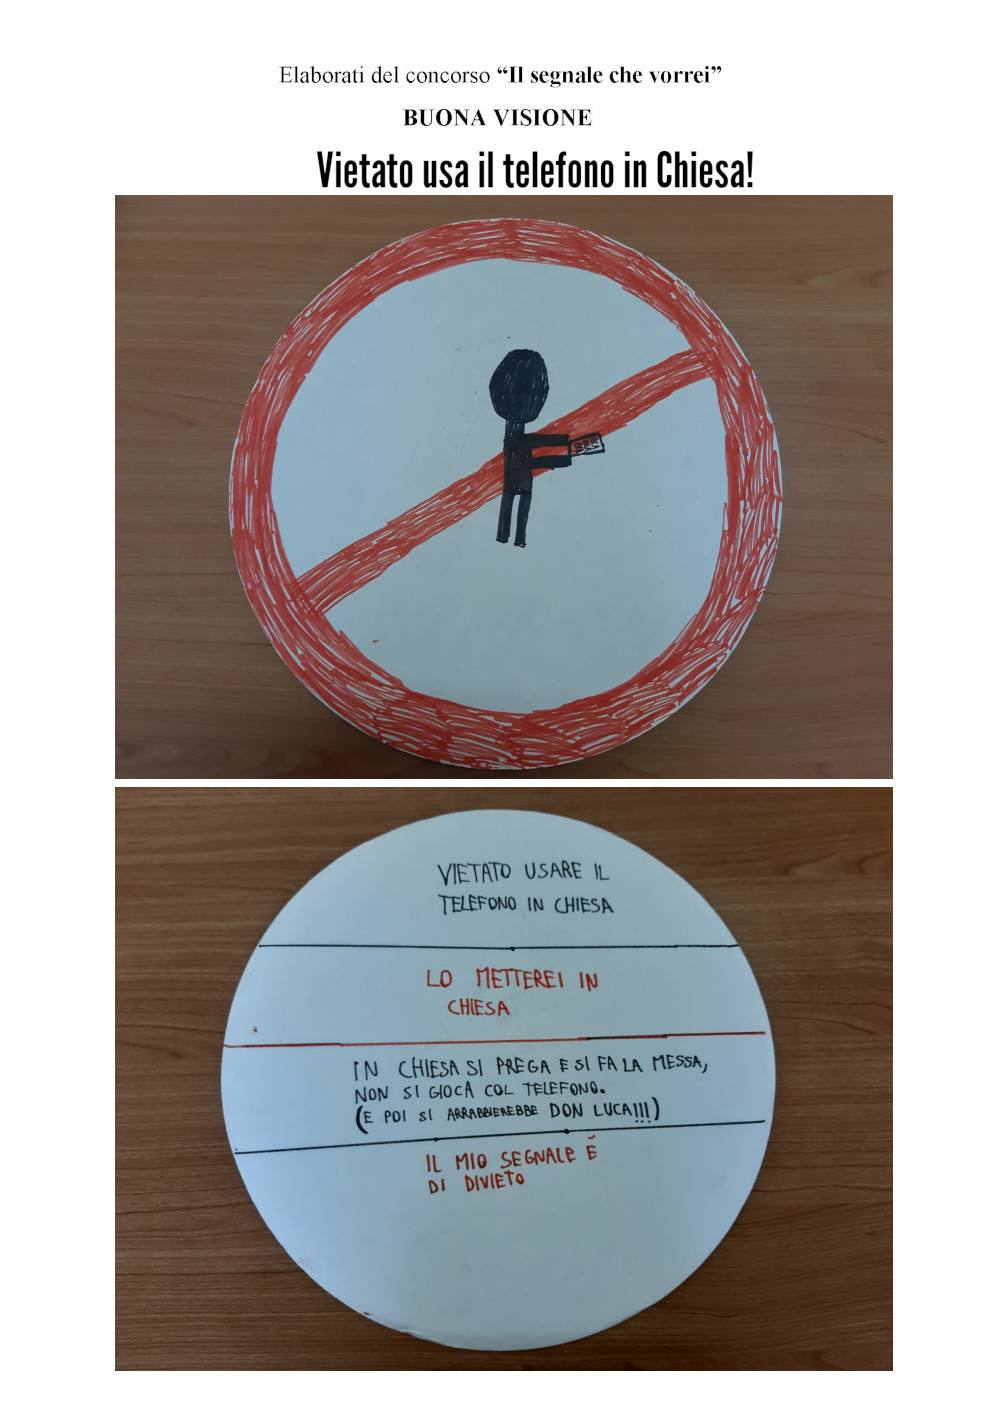 Elaborati del concorso “Il segnale che vorrei”
BUONA VISIONE
Vietato usa il telefono in Chiesa!
VIETATO USARE IL
TELEFONO IN CHIESA
LO METTEREI IN
CHIESA
IN CHIESA SI PREGA E SI FA LA MESSA,
NON SI GIOCA COL TELEFONO.
(E POI SI ARRABBIEREBBE DON LUCA!!!)
IL MIO SEGNALE É
DI DIVIETO